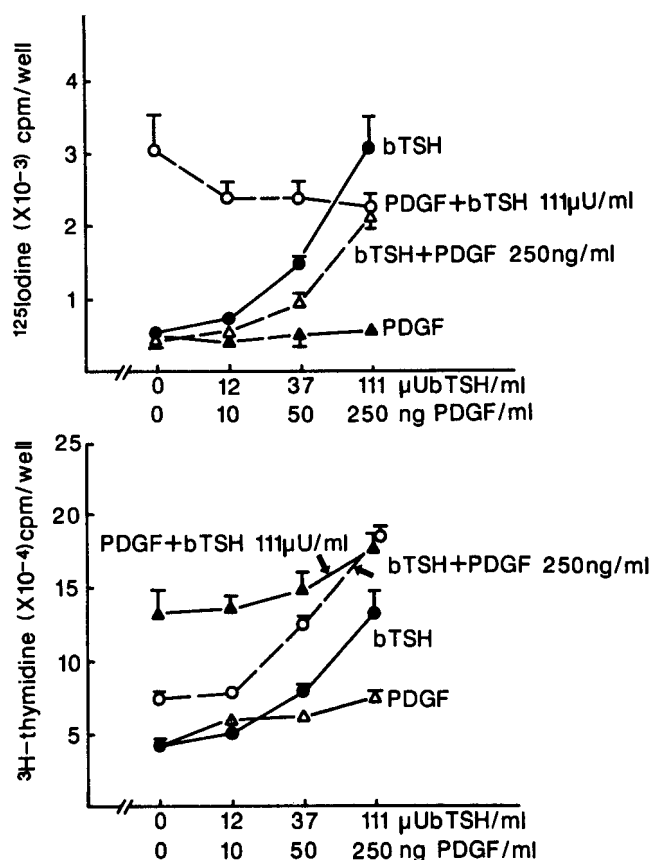 ¹²⁵Iodine (X10⁻³) cpm/well
4
3
2
1
bTSH
PDGF+bTSH 111µU/ml
bTSH+PDGF 250ng/ml
PDGF
0 12 37 111 µUbTSH/ml
0 10 50 250 ng PDGF/ml
³H-thymidine (X10⁻⁴)cpm/well
25
20
15
10
5
PDGF+bTSH 111µU/ml
bTSH+PDGF 250ng/ml
bTSH
PDGF
0 12 37 111 µUbTSH/ml
0 10 50 250 ng PDGF/ml